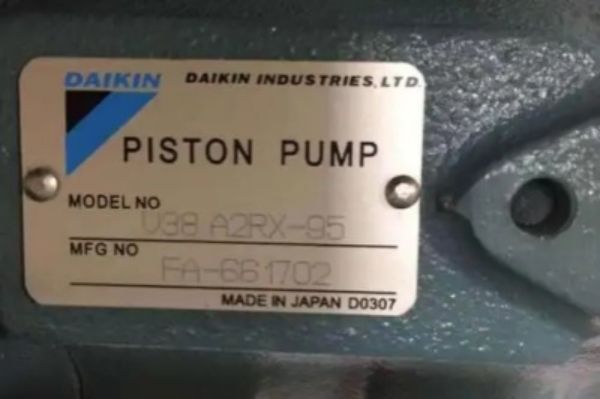 DAIKIN DAIKIN INDUSTRIES, LTD.
PISTON PUMP
MODEL NO V38 A2RX-95
MFG NO FA-661702
MADE IN JAPAN D0307